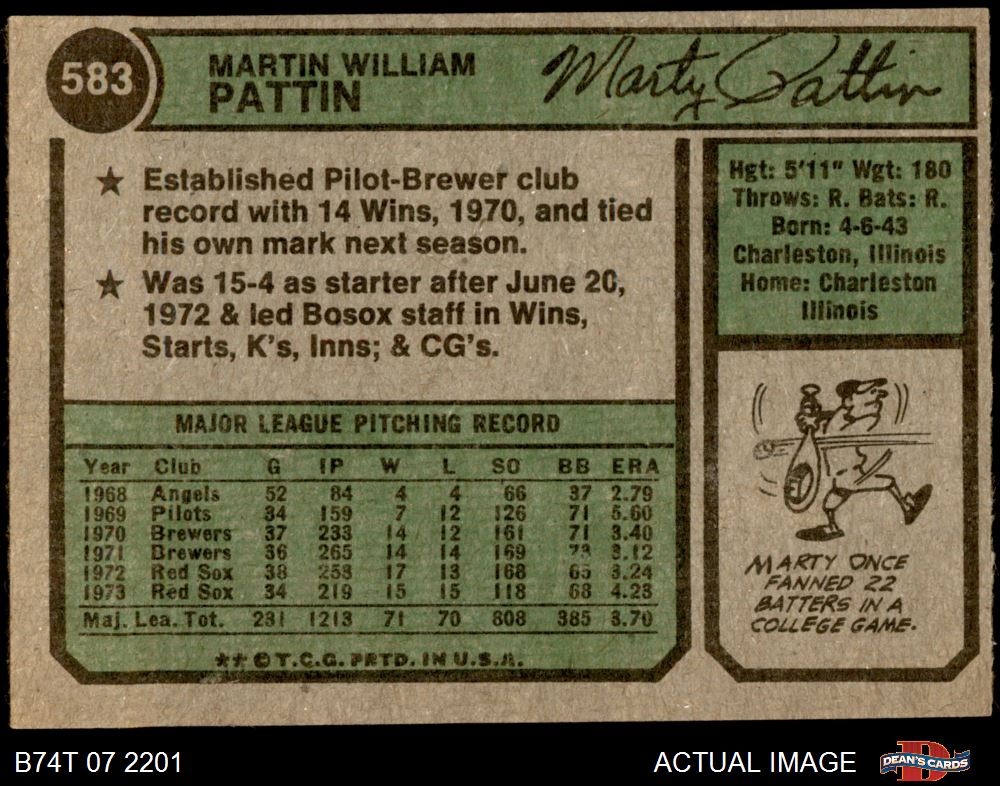 583
MARTIN WILLIAM
PATTIN
Marty Pattin
★ Established Pilot-Brewer club
record with 14 Wins, 1970, and tied
his own mark next season.
★ Was 15-4 as starter after June 20,
1972 & led Bosox staff in Wins,
Starts, K's, Inns; & CG's.
Hgt: 5'11" Wgt: 180
Throws: R. Bats: R.
Born: 4-6-43
Charleston, Illinois
Home: Charleston
Illinois
MAJOR LEAGUE PITCHING RECORD
Year Club G IP W L SO BB ERA
1968 Angels 52 84 4 4 66 37 2.79
1969 Pilots 34 159 7 12 126 71 5.60
1970 Brewers 37 233 14 12 161 71 3.40
1971 Brewers 36 265 14 14 169 73 3.12
1972 Red Sox 38 253 17 13 168 65 3.24
1973 Red Sox 34 219 15 15 118 68 4.23
Maj. Lea. Tot. 231 1213 71 70 808 385 3.70
★★ © T.C.G. PRTD. IN U.S.A.
MARTY ONCE
FANNED 22
BATTERS IN A
COLLEGE GAME.
B74T 07 2201
ACTUAL IMAGE
DEAN'S CARDS